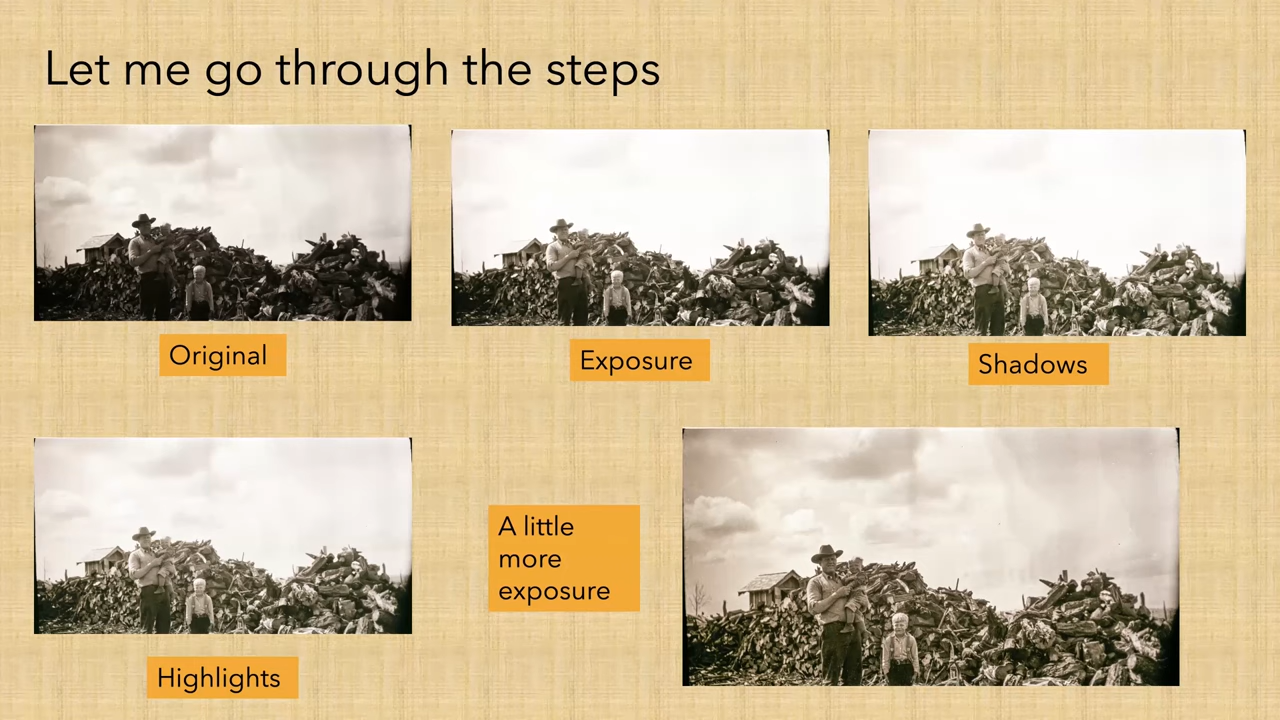 Let me go through the steps
Original
Exposure
Shadows
Highlights
A little
more
exposure